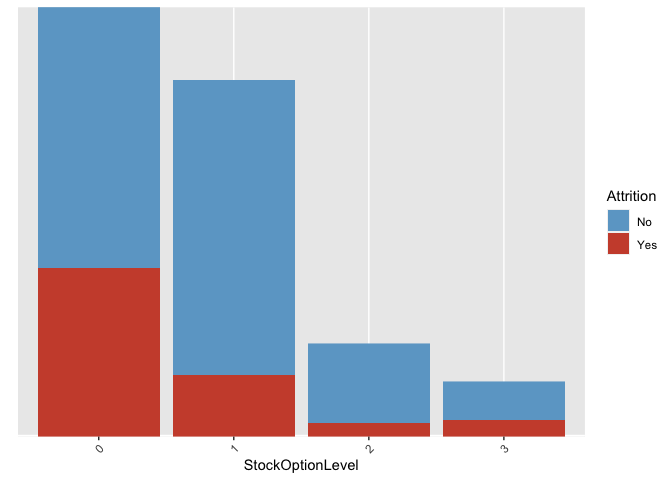 Attrition
No
Yes
0
1
2
3
StockOptionLevel